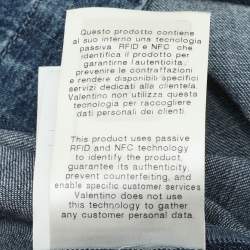 Questo prodotto contiene
al suo interno una tecnologia
passiva RFID e NFC che
identifica il prodotto per
garantirne l'autenticità,
prevenire le contraffazioni
e rendere disponibili specifici
servizi dedicati alla clientela.
Valentino non utilizza questa
tecnologia per raccogliere
dati personali dei clienti.
This product uses passive
RFID and NFC technology
to identify the product,
guarantee its authenticity,
prevent counterfeiting, and
enable specific customer services
Valentino does not use
this technology to gather
any customer personal data.